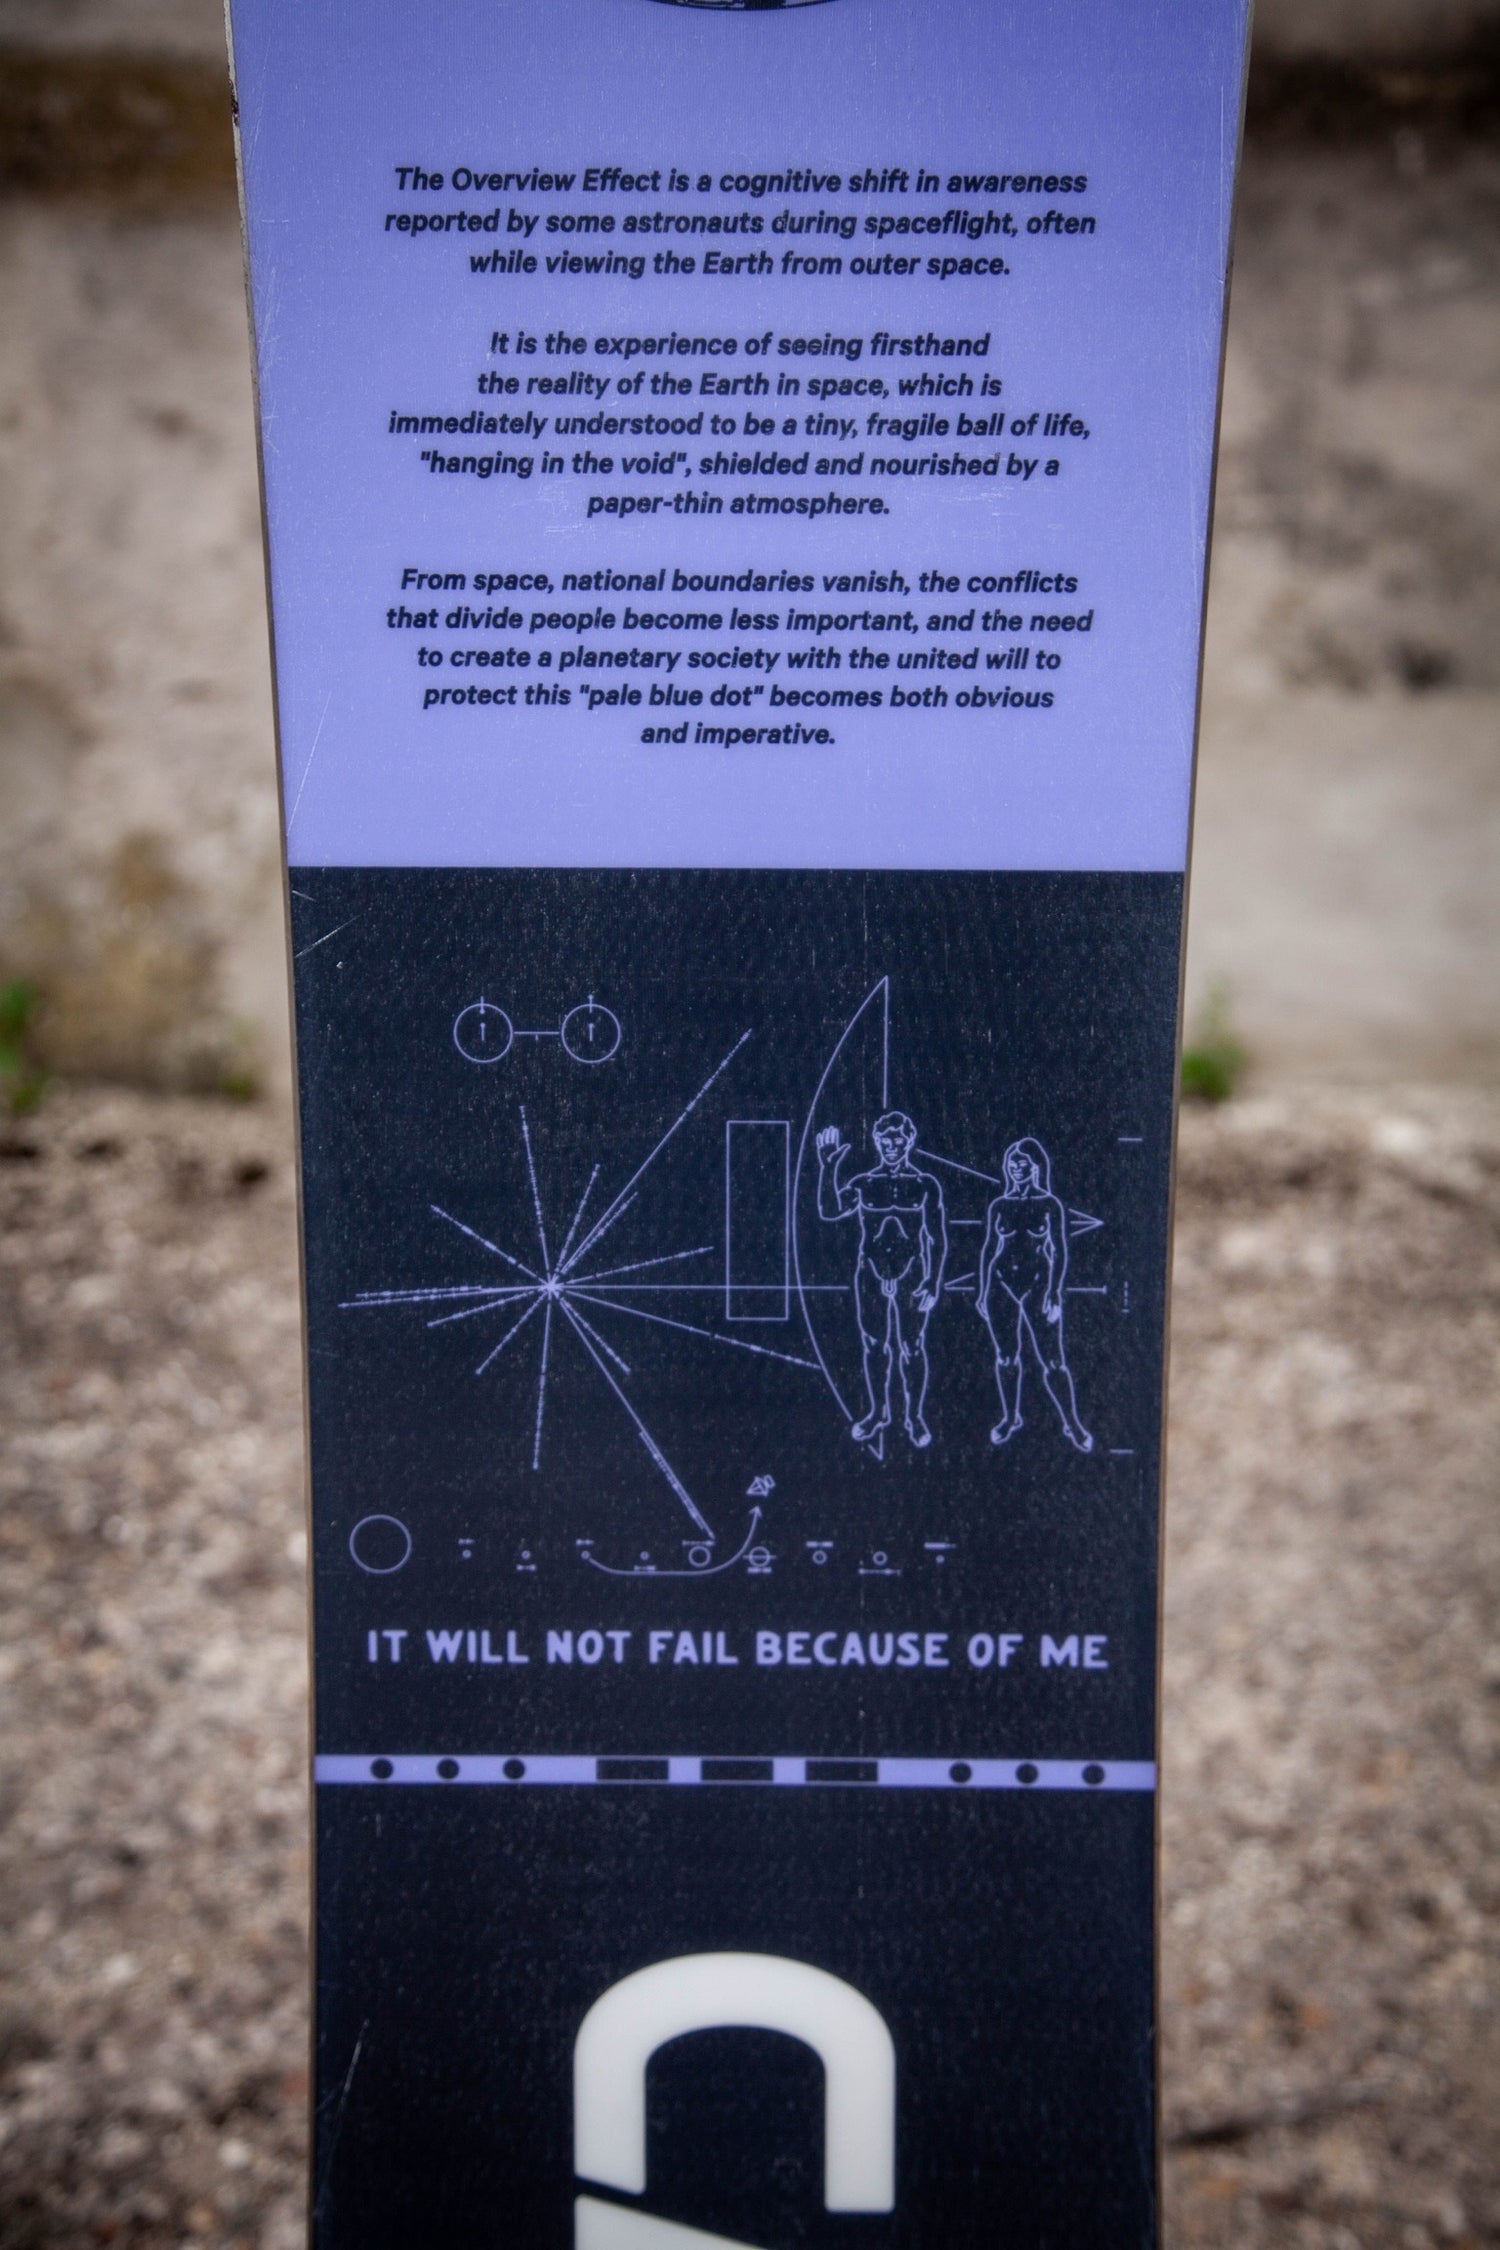 The Overview Effect is a cognitive shift in awareness
reported by some astronauts during spaceflight, often
while viewing the Earth from outer space.
It is the experience of seeing firsthand
the reality of the Earth in space, which is
immediately understood to be a tiny, fragile ball of life,
"hanging in the void", shielded and nourished by a
paper-thin atmosphere.
From space, national boundaries vanish, the conflicts
that divide people become less important, and the need
to create a planetary society with the united will to
protect this "pale blue dot" becomes both obvious
and imperative.
IT WILL NOT FAIL BECAUSE OF ME